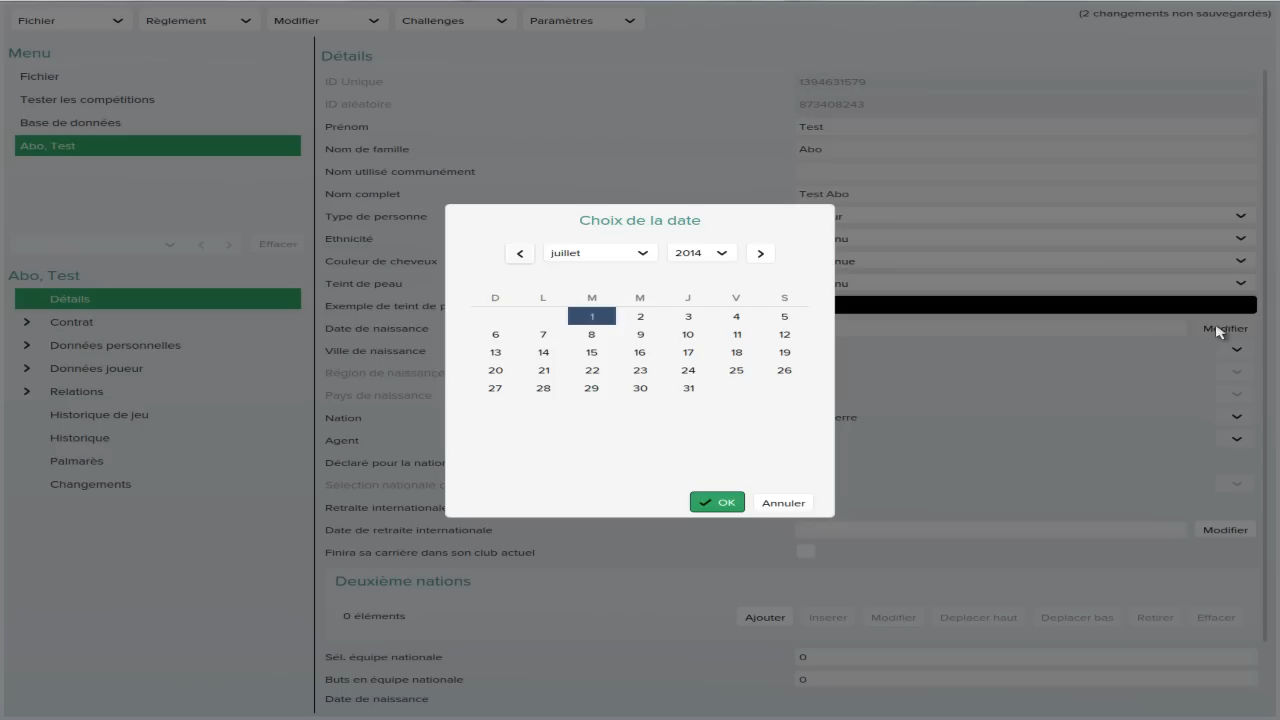 Fichier Règlement Modifier Challenges Paramètres (2 changements non sauvegardés)
Menu
Fichier
Tester les compétitions
Base de données
Abo, Test
Effacer
Abo, Test
Détails
Contrat
Données personnelles
Données joueur
Relations
Historique de jeu
Historique
Palmarès
Changements
Détails
ID Unique 1394631579
ID aléatoire 873408243
Prénom Test
Nom de famille Abo
Nom utilisé communément
Nom complet Test Abo
Type de personne
Ethnicité
Couleur de cheveux
Teint de peau
Exemple de teint de p
Date de naissance Modifier
Ville de naissance
Région de naissance
Pays de naissance
Nation
Agent
Déclaré pour la nation
Sélection nationale
Retraite internationale
Date de retraite internationale Modifier
Finira sa carrière dans son club actuel
Deuxième nations
0 éléments Ajouter Insérer Modifier Deplacer haut Deplacer bas Retirer Effacer
Sél. équipe nationale 0
Buts en équipe nationale 0
Date de naissance
Choix de la date
juillet 2014
D L M M J V S
1 2 3 4 5
6 7 8 9 10 11 12
13 14 15 16 17 18 19
20 21 22 23 24 25 26
27 28 29 30 31
OK Annuler